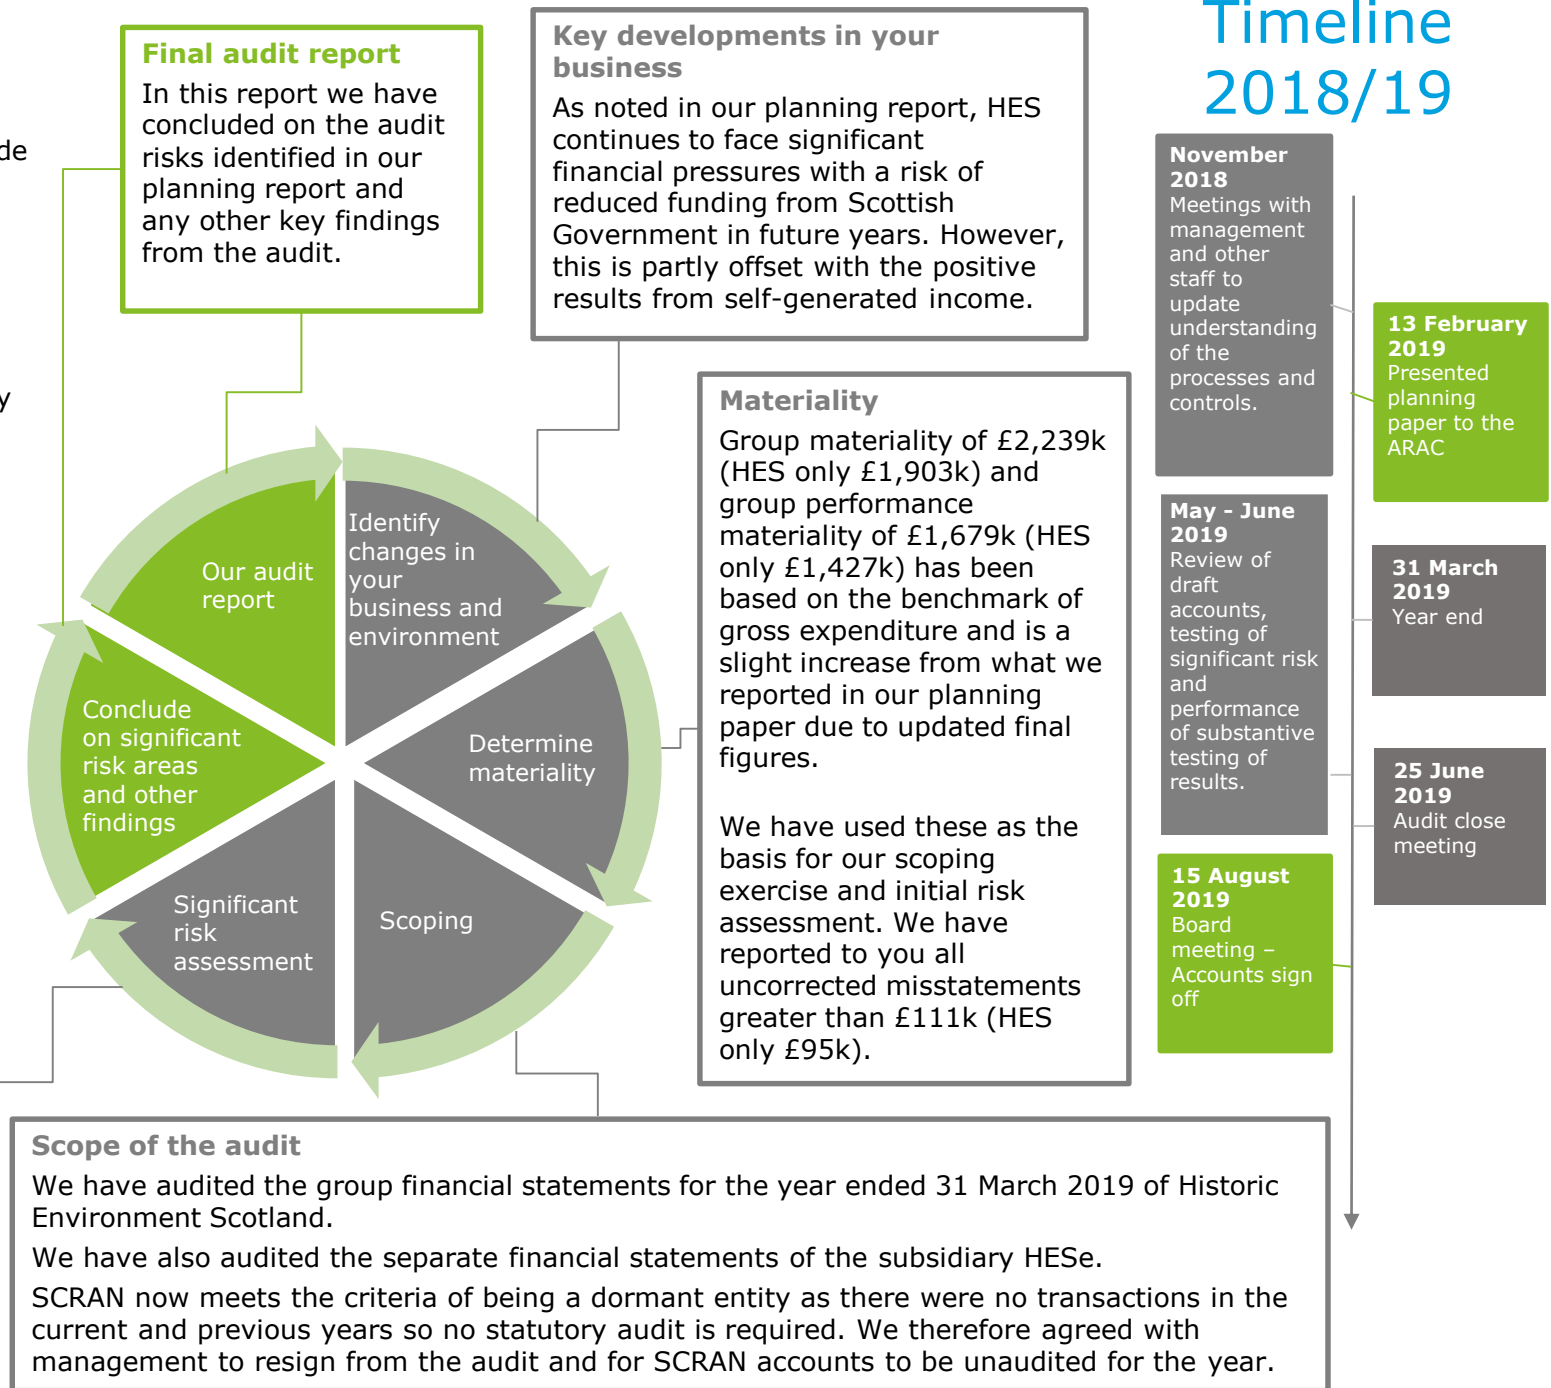 de
y
Final audit report
In this report we have
concluded on the audit
risks identified in our
planning report and
any other key findings
from the audit.
Key developments in your
business
As noted in our planning report, HES
continues to face significant
financial pressures with a risk of
reduced funding from Scottish
Government in future years. However,
this is partly offset with the positive
results from self-generated income.
Timeline
2018/19
November
2018
Meetings with
management
and other
staff to
update
understanding
of the
processes and
controls.
13 February
2019
Presented
planning
paper to the
ARAC
31 March
2019
Year end
May - June
2019
Review of
draft
accounts,
testing of
significant risk
and
performance
of substantive
testing of
results.
25 June
2019
Audit close
meeting
15 August
2019
Board
meeting –
Accounts sign
off
Identify
changes in
your
business and
environment
Determine
materiality
Scoping
Significant
risk
assessment
Conclude
on significant
risk areas
and other
findings
Our audit
report
Materiality
Group materiality of £2,239k
(HES only £1,903k) and
group performance
materiality of £1,679k (HES
only £1,427k) has been
based on the benchmark of
gross expenditure and is a
slight increase from what we
reported in our planning
paper due to updated final
figures.
We have used these as the
basis for our scoping
exercise and initial risk
assessment. We have
reported to you all
uncorrected misstatements
greater than £111k (HES
only £95k).
Scope of the audit
We have audited the group financial statements for the year ended 31 March 2019 of Historic
Environment Scotland.
We have also audited the separate financial statements of the subsidiary HESe.
SCRAN now meets the criteria of being a dormant entity as there were no transactions in the
current and previous years so no statutory audit is required. We therefore agreed with
management to resign from the audit and for SCRAN accounts to be unaudited for the year.